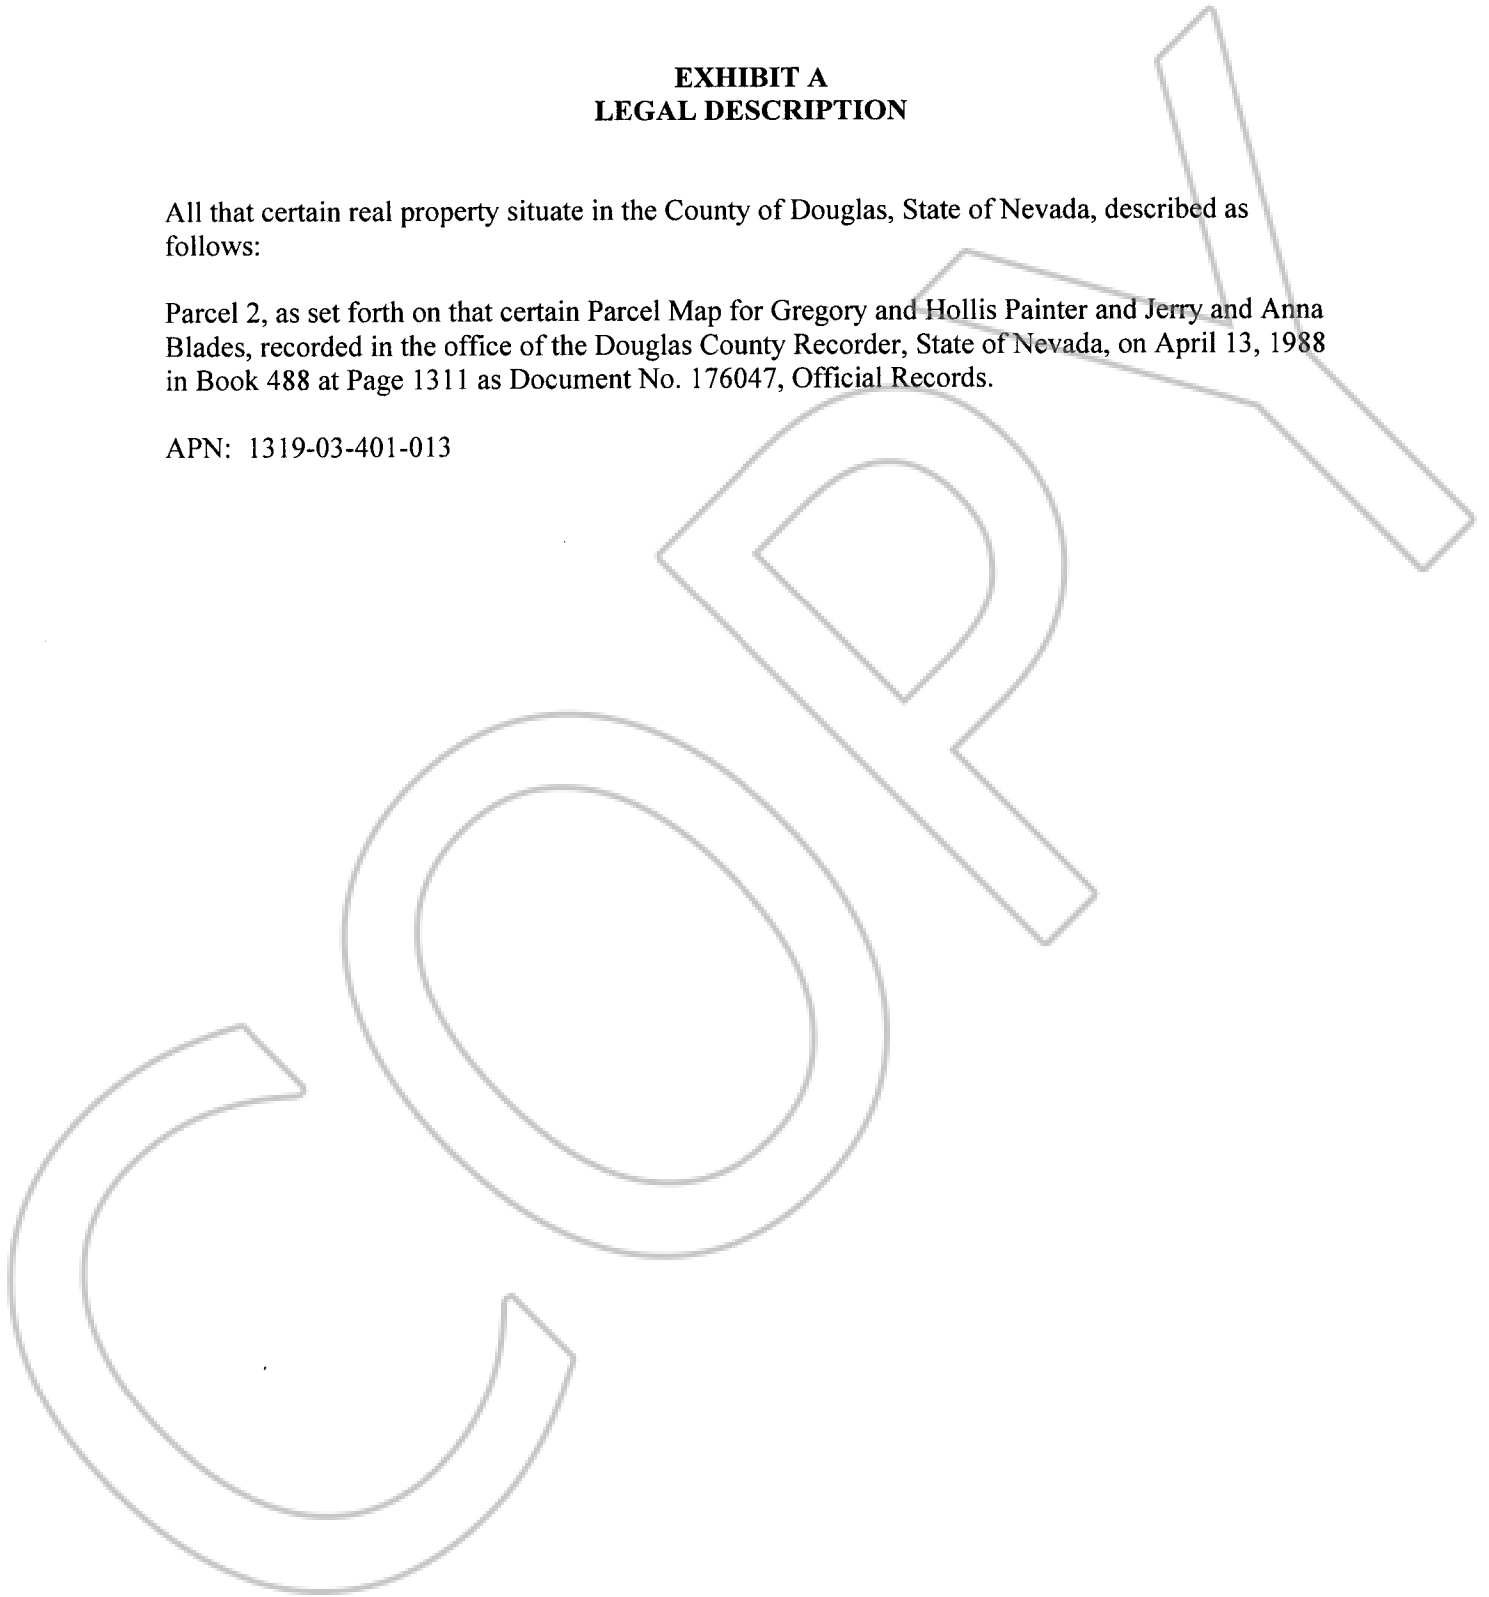 EXHIBIT A
LEGAL DESCRIPTION
All that certain real property situate in the County of Douglas, State of Nevada, described as
follows:
Parcel 2, as set forth on that certain Parcel Map for Gregory and Hollis Painter and Jerry and Anna
Blades, recorded in the office of the Douglas County Recorder, State of Nevada, on April 13, 1988
in Book 488 at Page 1311 as Document No. 176047, Official Records.
APN: 1319-03-401-013
COPY